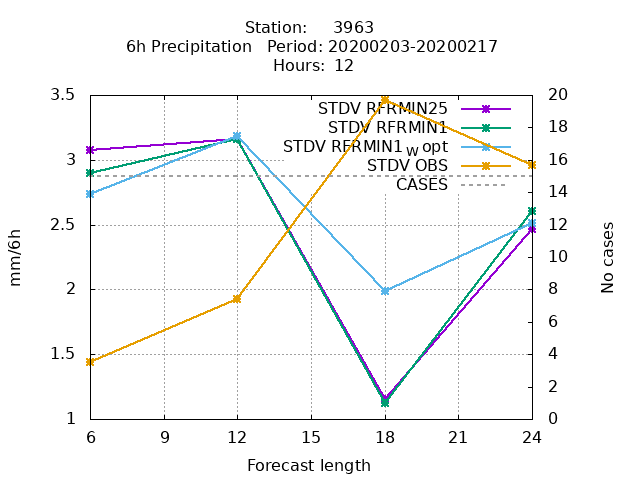 Station: 3963
6h Precipitation Period: 20200203-20200217
Hours: 12
3.5
3
2.5
2
1.5
1
mm/6h
STDV RFRMIN25
STDV RFRMIN1
STDV RFRMIN1 W opt
STDV OBS
CASES
20
18
16
14
12
10
8
6
4
2
0
No cases
6 9 12 15 18 21 24
Forecast length